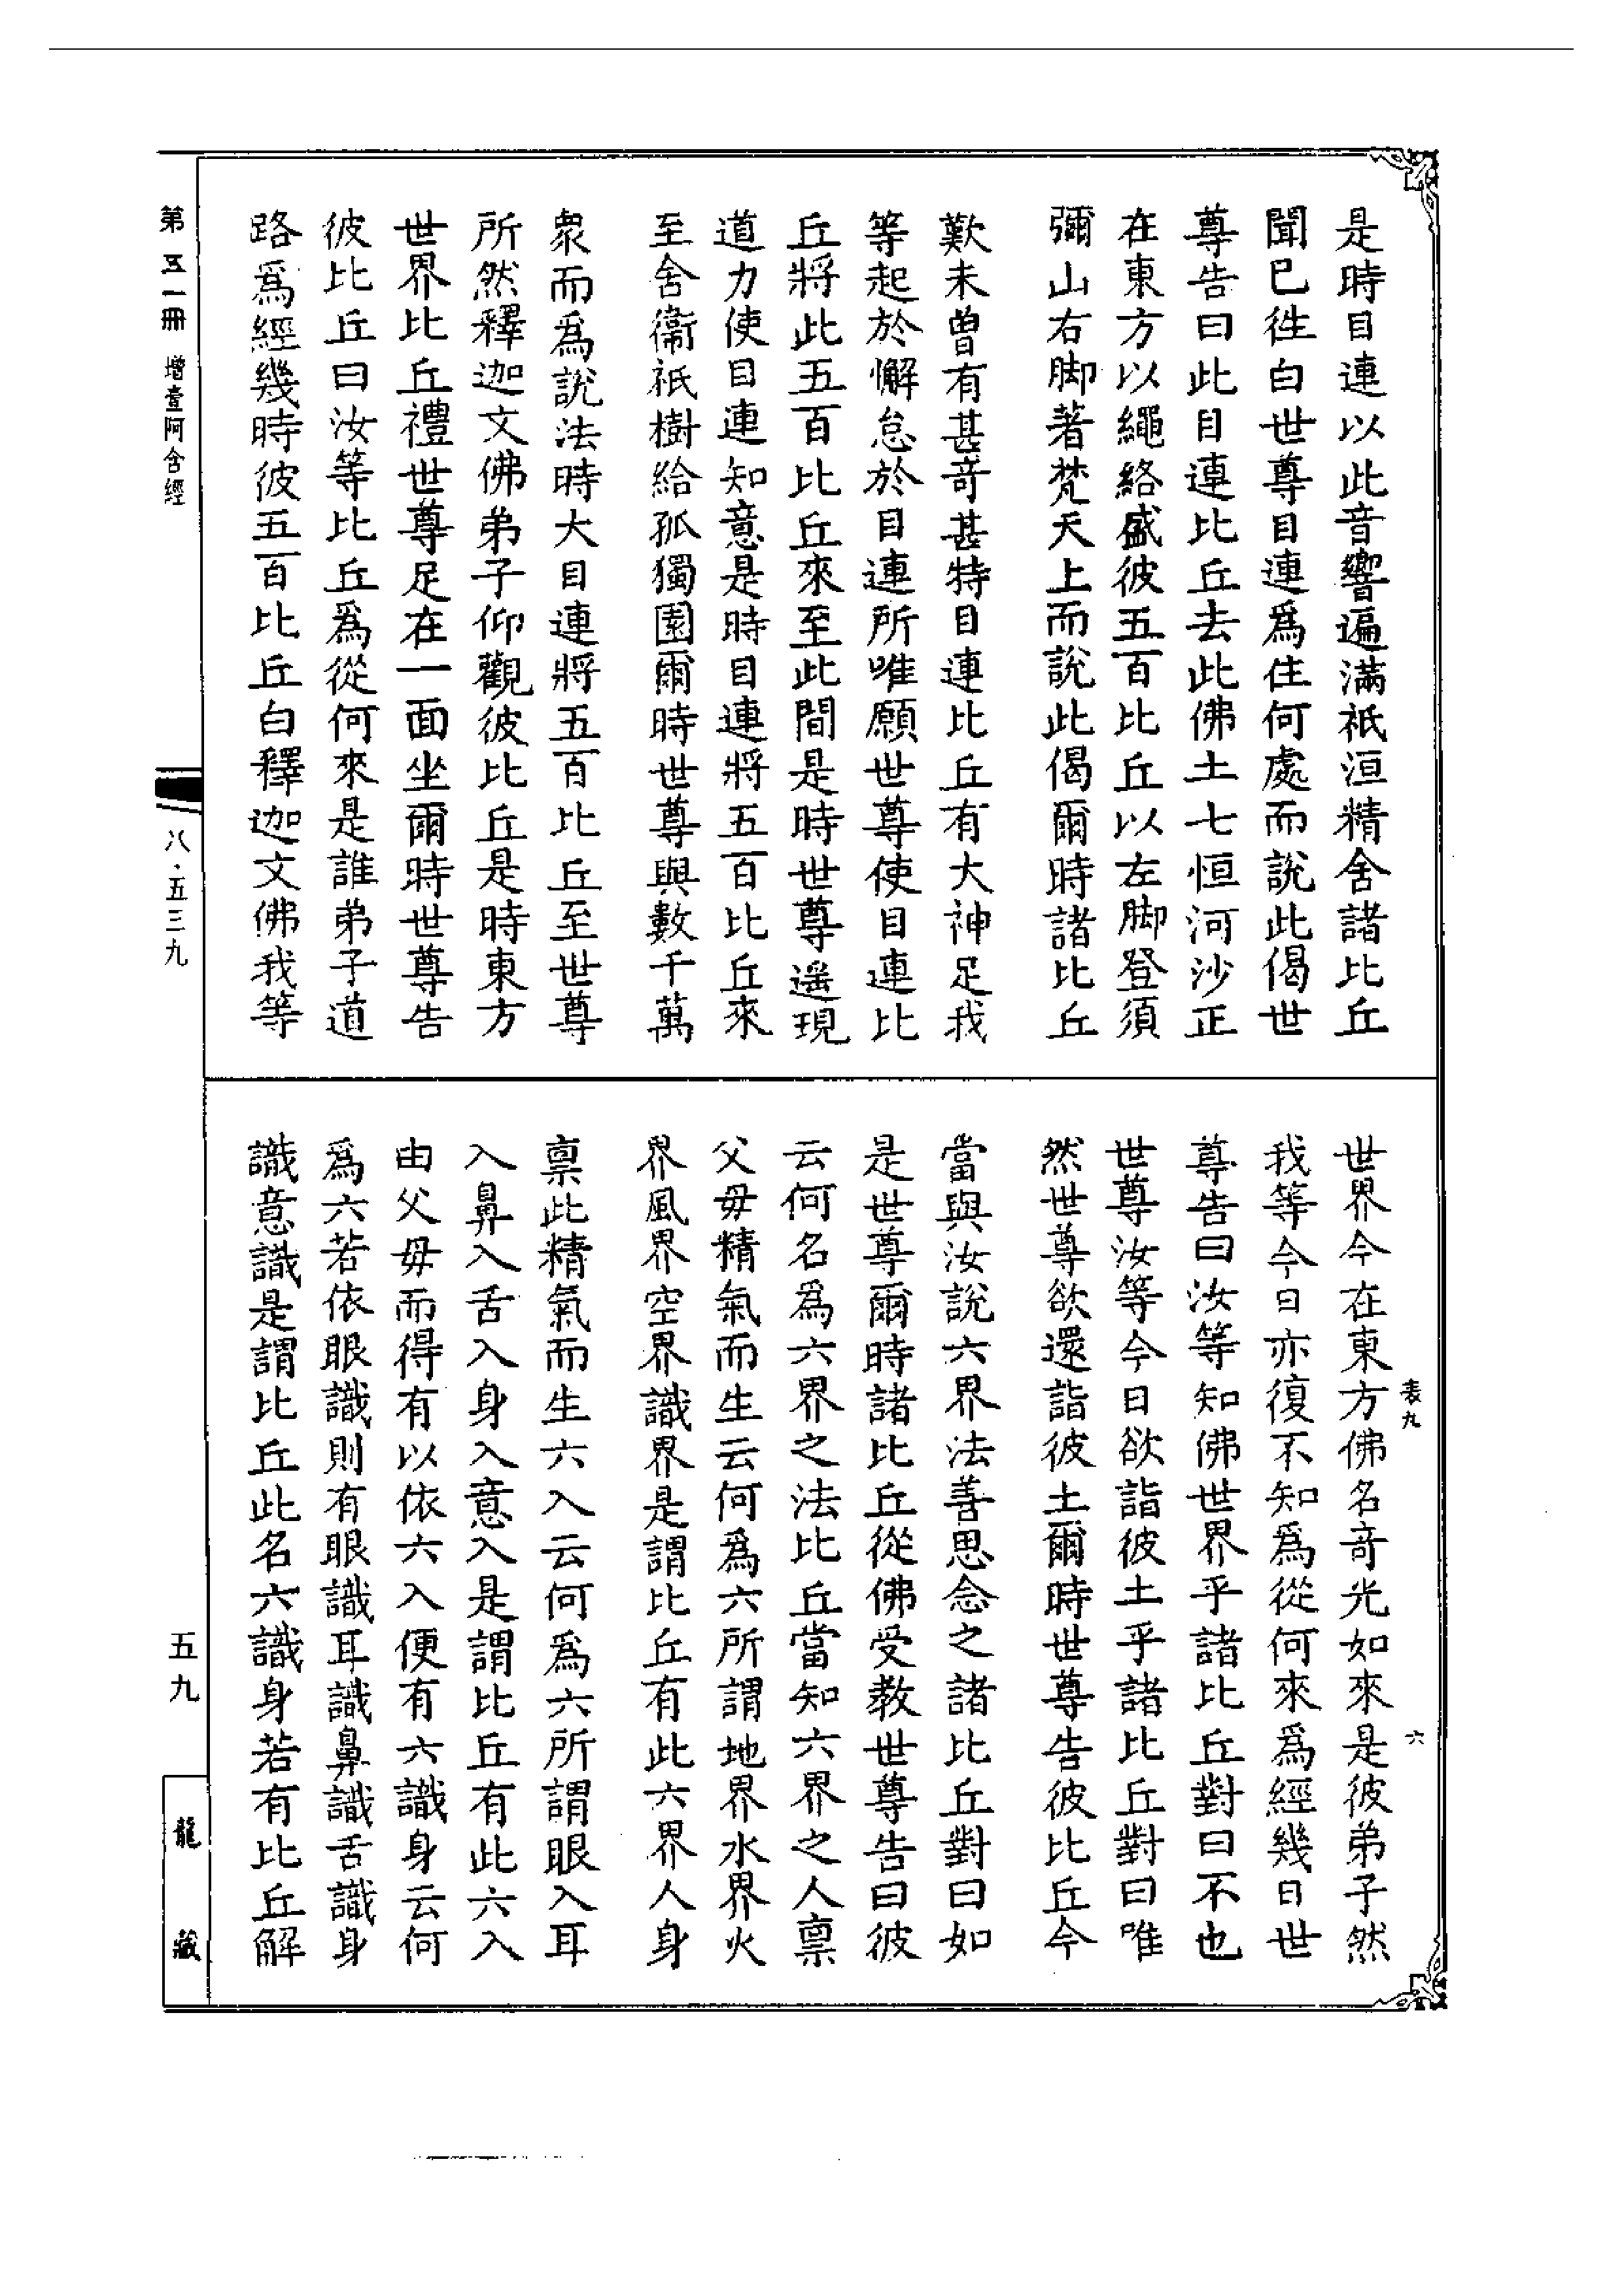 是時目連以此音響遍滿祇洹精舍諸比丘
聞已徃白世尊目連爲住何處而說此偈世
尊告曰此目連比丘去此佛土七恒河沙正
在東方以繩絡盛彼五百比丘以左脚登須
彌山右脚著梵天上而說此偈爾時諸比丘
歎未曾有甚奇甚特目連比丘有大神足我
等起於懈怠於目連所唯願世尊使目連比
丘將此五百比丘來至此間是時世尊遥現
道力使目連知意是時目連將五百比丘來
至舍衞祇樹給孤獨園爾時世尊與數千萬
衆而爲說法時大目連將五百比丘至世尊
所然釋迦文佛弟子仰觀彼比丘是時東方
世界比丘禮世尊足在一面坐爾時世尊告
彼比丘曰汝等比丘爲從何來是誰弟子道
路爲經幾時彼五百比丘白釋迦文佛我等
世界今在東方佛名奇光如來是彼弟子然
我等今日亦復不知爲從何來爲經幾日世
尊告曰汝等知佛世界乎諸比丘對曰不也
世尊汝等今日欲詣彼土乎諸比丘對曰唯
然世尊欲還詣彼土爾時世尊告彼比丘今
當與汝說六界法善思念之諸比丘對曰如
是世尊爾時諸比丘從佛受教世尊告曰彼
云何名爲六界之法比丘當知六界之人稟
父毋精氣而生云何爲六所謂地界水界火
界風界空界識界是謂比丘有此六界人身
稟此精氣而生六入云何爲六所謂眼入耳
入鼻入舌入身入意入是謂比丘有此六入
由父毋而得有以依六入便有六識身云何
爲六若依眼識則有眼識耳識鼻識舌識身
識意識是謂比丘此名六識身若有比丘解
表九
六
第五一冊
增壹阿含經
八·五三九
五九
龍藏